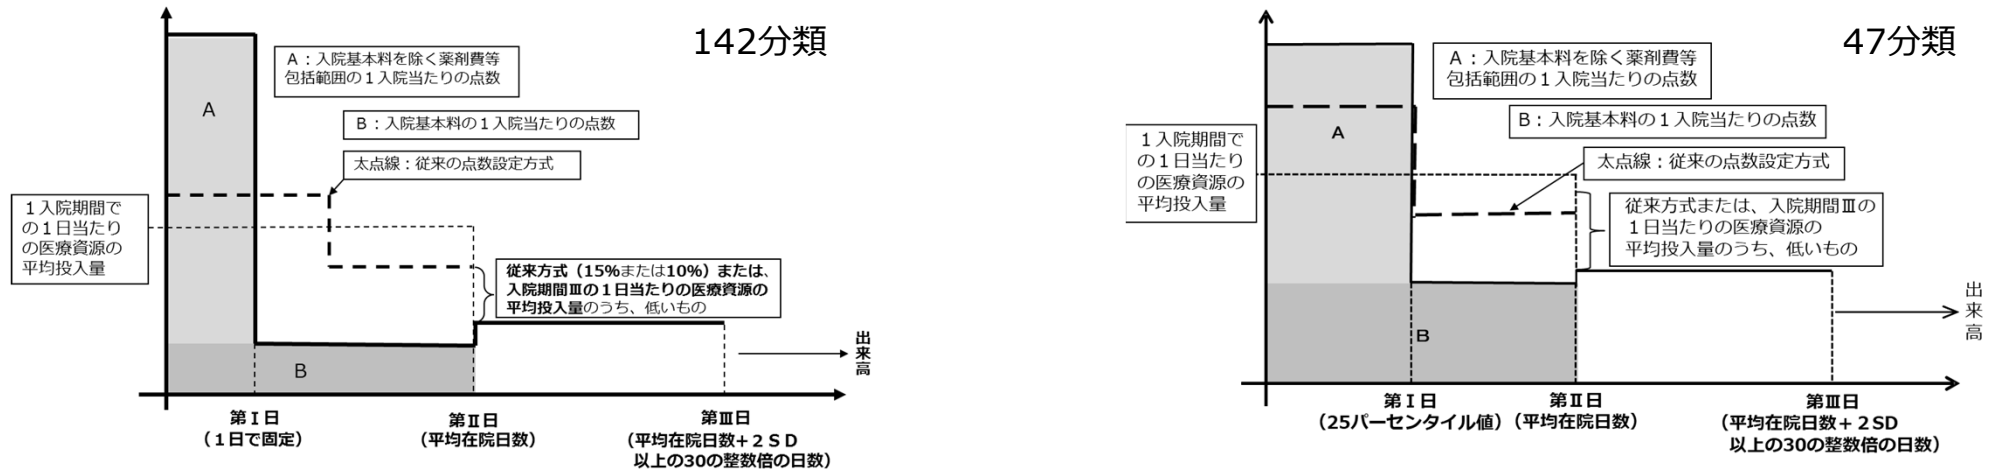 142分類
A：入院基本料を除く薬剤費等
包括範囲の１入院当たりの点数
A
B：入院基本料の１入院当たりの点数
太点線：従来の点数設定方式
１入院期間で
の１日当たり
の医療資源の
平均投入量
従来方式（15%または10%）または、
入院期間Ⅲの１日当たりの医療資源の
平均投入量のうち、低いもの
出来高
B
第Ⅰ日
（１日で固定）
第Ⅱ日
（平均在院日数）
第Ⅲ日
（平均在院日数＋２ＳＤ
以上の30の整数倍の日数）
47分類
A：入院基本料を除く薬剤費等
包括範囲の１入院当たりの点数
A
B：入院基本料の１入院当たりの点数
太点線：従来の点数設定方式
１入院期間で
の１日当たり
の医療資源の
平均投入量
従来方式または、入院期間Ⅲの
１日当たりの医療資源の
平均投入量のうち、低いもの
出来高
B
第Ⅰ日
（25パーセンタイル値）
第Ⅱ日
（平均在院日数）
第Ⅲ日
（平均在院日数＋２SD
以上の30の整数倍の日数）